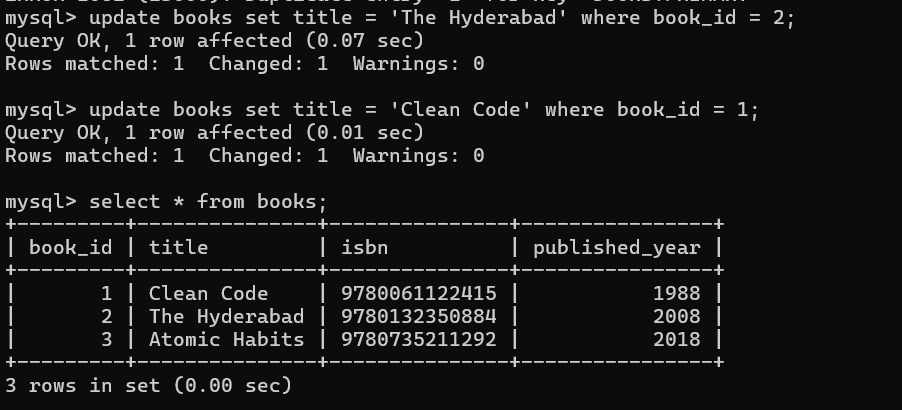 mysql> update books set title = 'The Hyderabad' where book_id = 2;
Query OK, 1 row affected (0.07 sec)
Rows matched: 1  Changed: 1  Warnings: 0
mysql> update books set title = 'Clean Code' where book_id = 1;
Query OK, 1 row affected (0.01 sec)
Rows matched: 1  Changed: 1  Warnings: 0
mysql> select * from books;
+---------+---------------+---------------+----------------+
| book_id | title         | isbn          | published_year |
+---------+---------------+---------------+----------------+
|       1 | Clean Code    | 9780061122415 |           1988 |
|       2 | The Hyderabad | 9780132350884 |           2008 |
|       3 | Atomic Habits | 9780735211292 |           2018 |
+---------+---------------+---------------+----------------+
3 rows in set (0.00 sec)